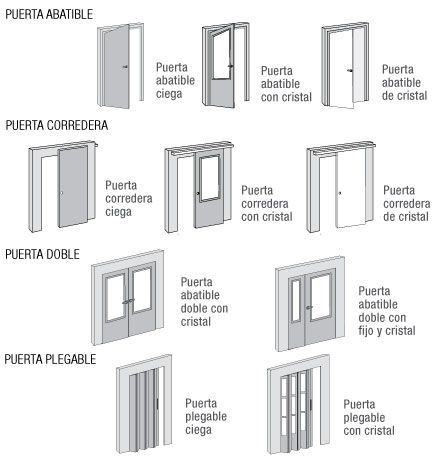 PUERTA ABATIBLE
Puerta
abatible
ciega
Puerta
abatible
con cristal
Puerta
abatible
de cristal
PUERTA CORREDERA
Puerta
corredera
ciega
Puerta
corredera
con cristal
Puerta
corredera
de cristal
PUERTA DOBLE
Puerta
abatible
doble con
cristal
Puerta
abatible
doble con
fijo y cristal
PUERTA PLEGABLE
Puerta
plegable
ciega
Puerta
plegable
con cristal